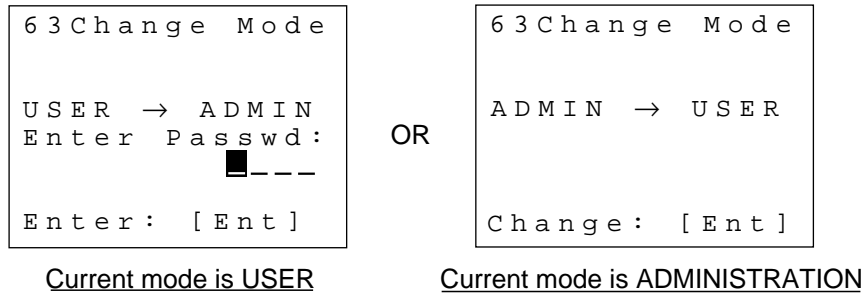 63Change Mode
USER → ADMIN
Enter Passwd:
_ _ _ _
Enter: [Ent]
Current mode is USER
OR
63Change Mode
ADMIN → USER
Change: [Ent]
Current mode is ADMINISTRATION